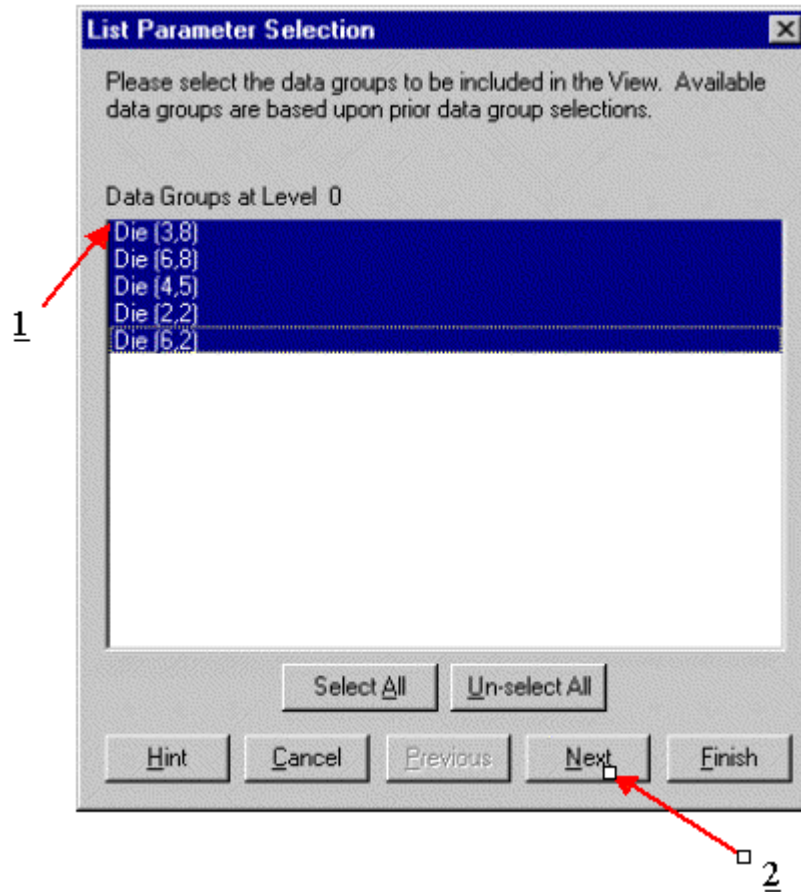 List Parameter Selection
Please select the data groups to be included in the View. Available
data groups are based upon prior data group selections.
Data Groups at Level 0
Die (3,8)
Die (6,8)
Die (4,5)
Die (2,2)
Die (6,2)
1
Select All Un-select All
Hint Cancel Previous Next Finish
2